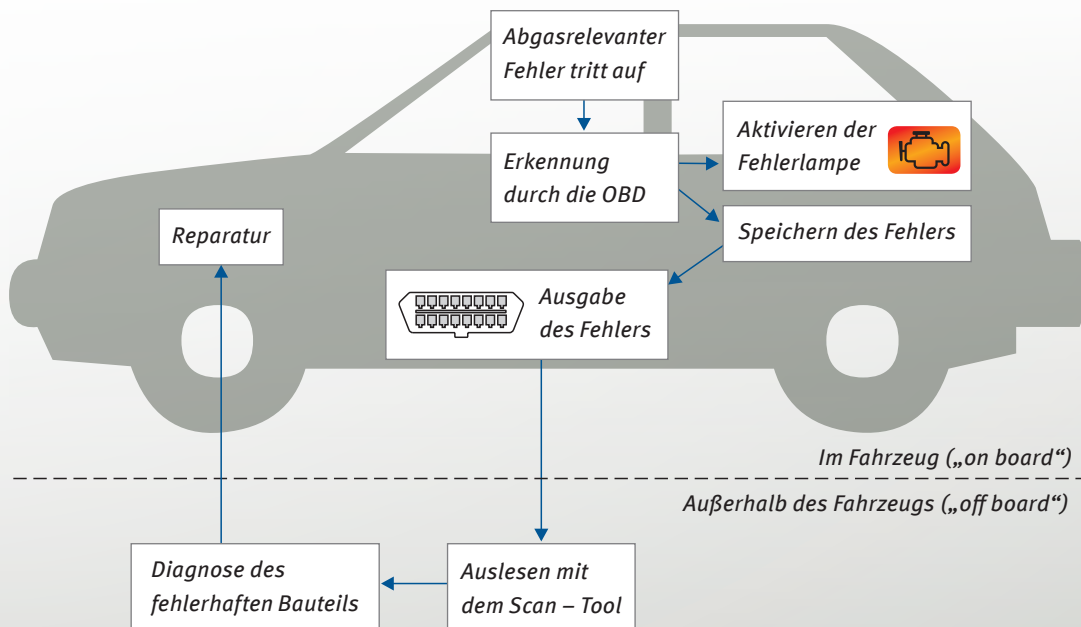 Abgasrelevanter
Fehler tritt auf
Erkennung
durch die OBD
Aktivieren der
Fehlerlampe
Speichern des Fehlers
Reparatur
Ausgabe
des Fehlers
Im Fahrzeug („on board“)
Außerhalb des Fahrzeugs („off board“)
Diagnose des
fehlerhaften Bauteils
Auslesen mit
dem Scan – Tool